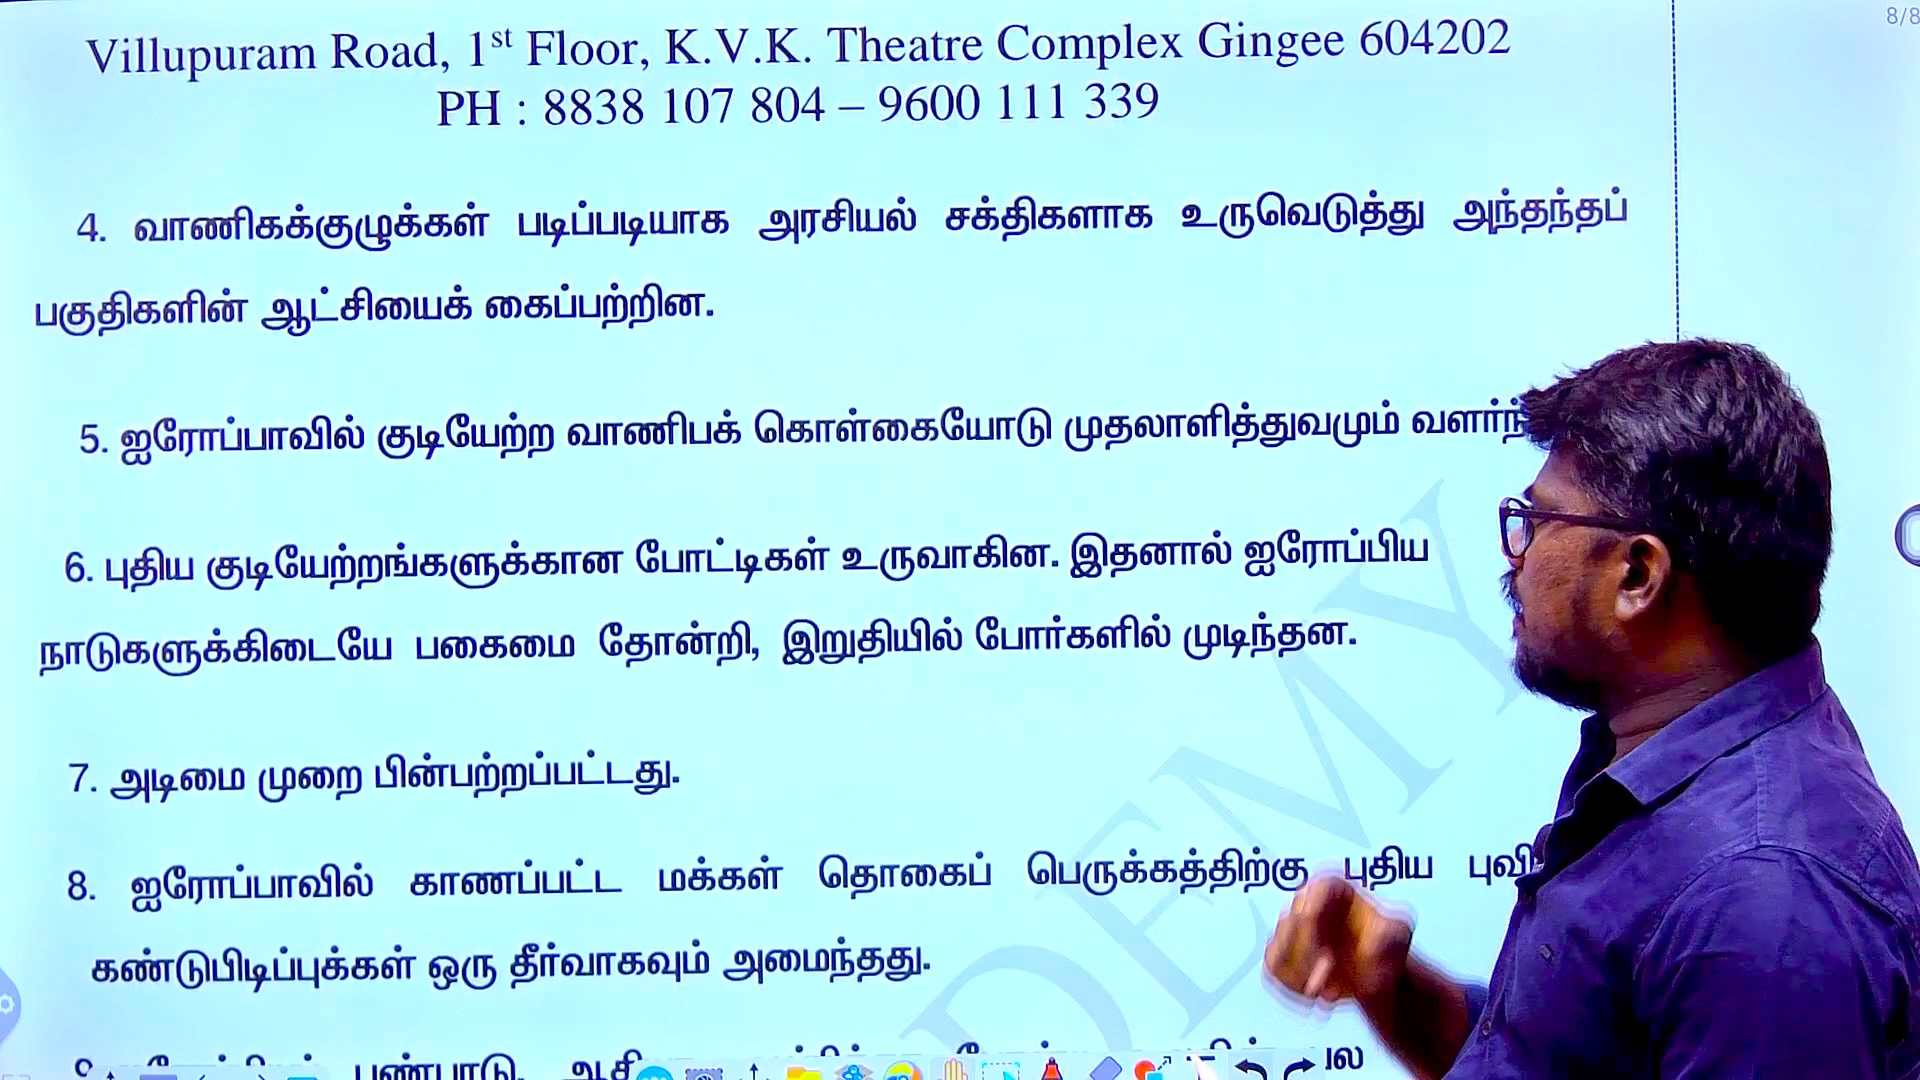 8/8
Villupuram Road, 1st Floor, K.V.K. Theatre Complex Gingee 604202
PH : 8838 107 804 – 9600 111 339
4. வாணிகக்குழுக்கள் படிப்படியாக அரசியல் சக்திகளாக உருவெடுத்து அந்தந்தப்
பகுதிகளின் ஆட்சியைக் கைப்பற்றின.
5. ஐரோப்பாவில் குடியேற்ற வாணிபக் கொள்கையோடு முதலாளித்துவமும்
6. புதிய குடியேற்றங்களுக்கான போட்டிகள் உருவாகின. இதனால் ஐரோப்பிய
நாடுகளுக்கிடையே பகைமை தோன்றி, இறுதியில் போர்களில் முடிந்தன.
7. அடிமை முறை பின்பற்றப்பட்டது.
8. ஐரோப்பாவில் காணப்பட்ட மக்கள் தொகைப் பெருக்கத்திற்கு புதிய
கண்டுபிடிப்புக்கள் ஒரு தீர்வாகவும் அமைந்தது.
பண்பாடு,